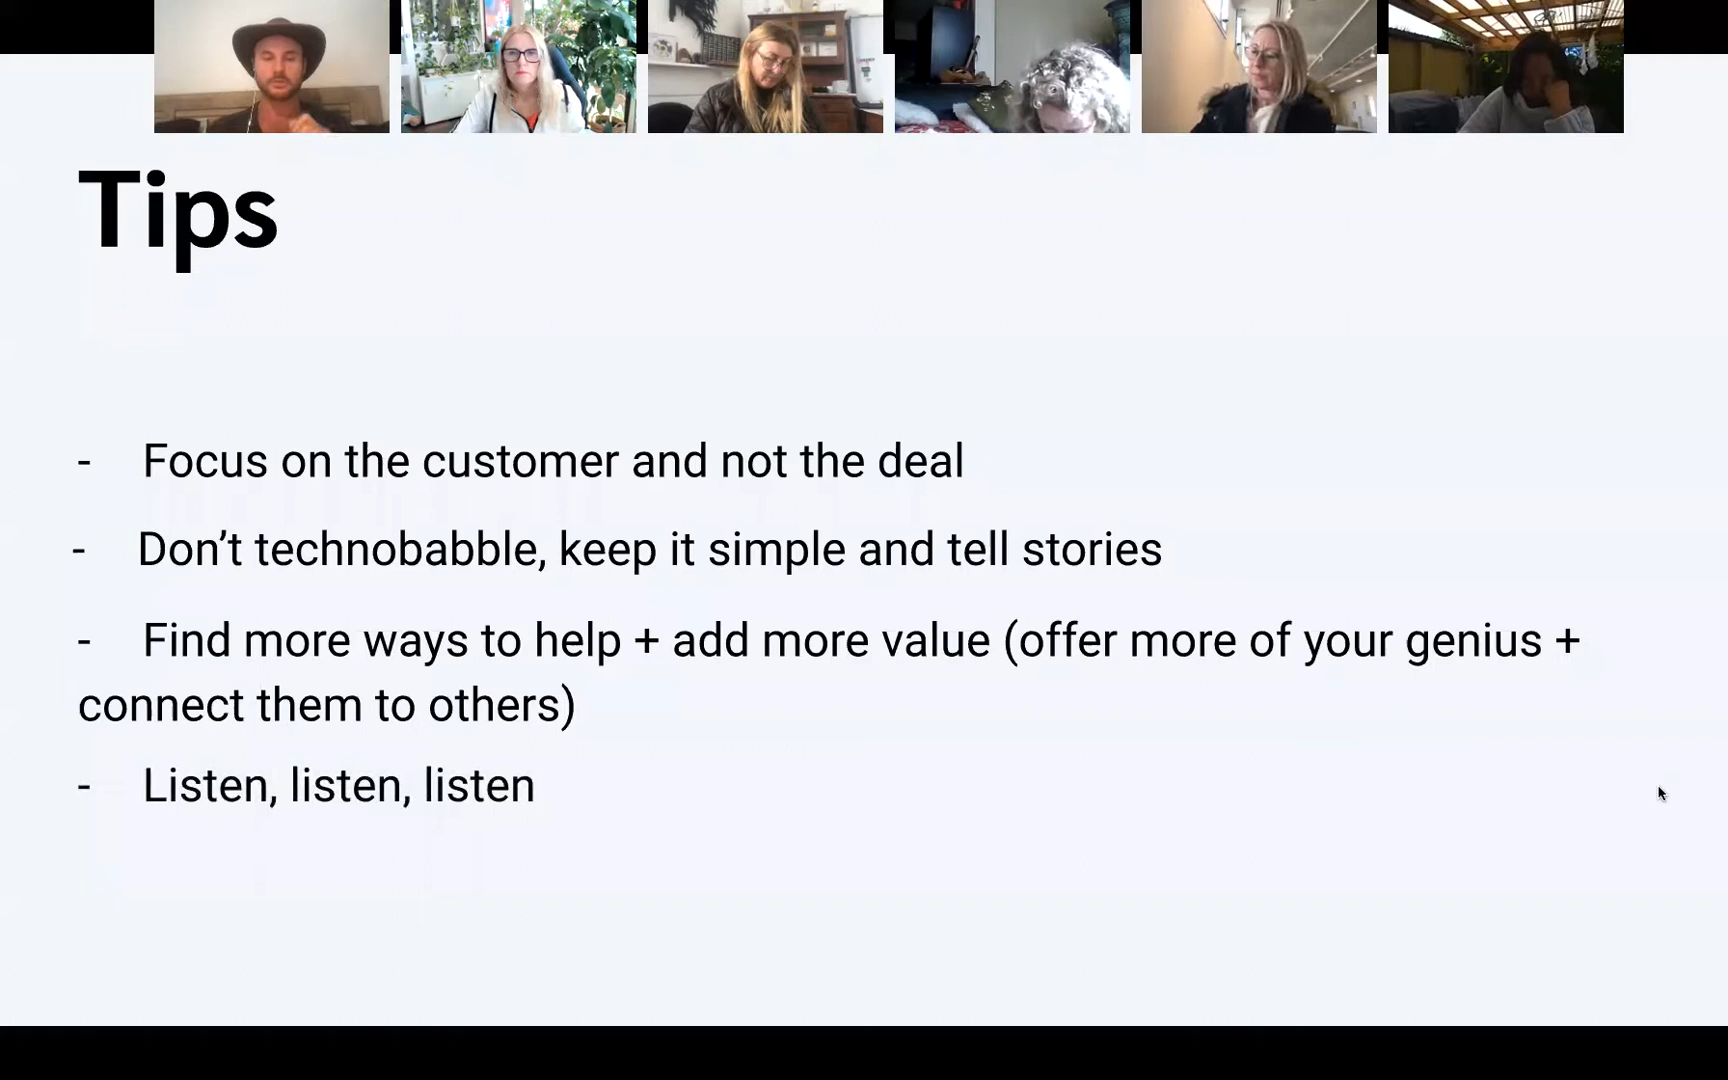 Tips
- Focus on the customer and not the deal
- Don’t technobabble, keep it simple and tell stories
- Find more ways to help + add more value (offer more of your genius +
connect them to others)
- Listen, listen, listen